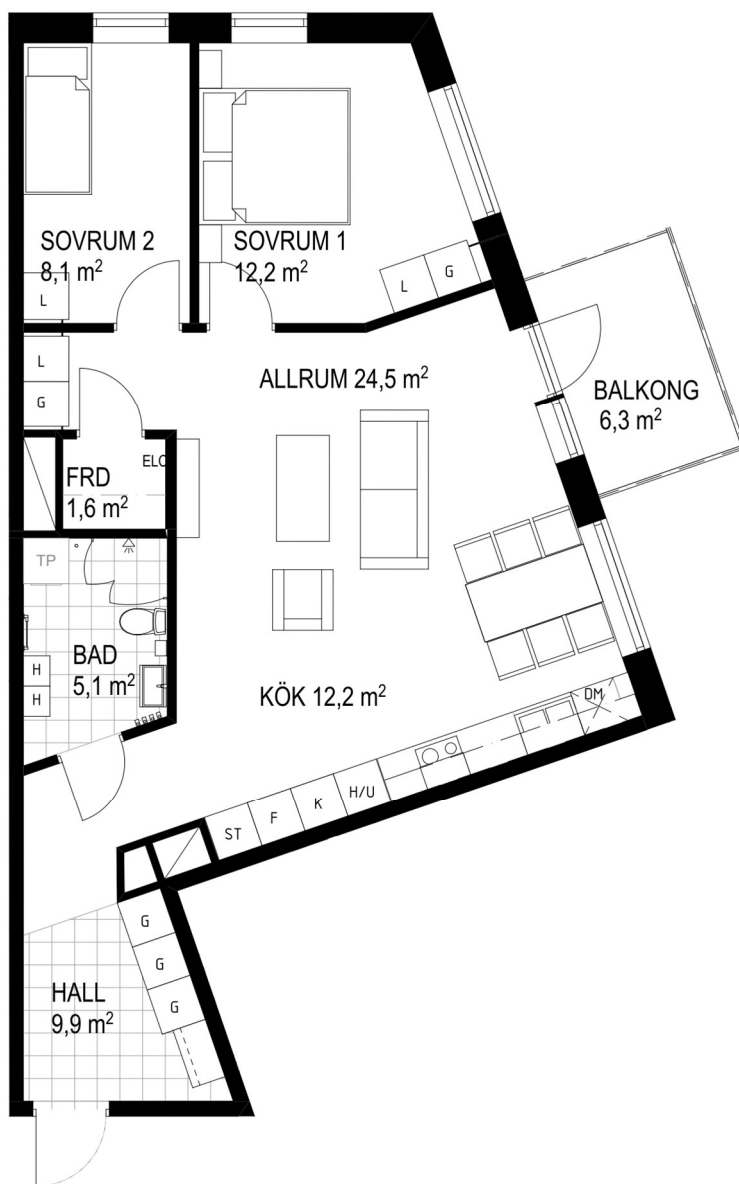 SOVRUM 2
8,1 m²
SOVRUM 1
12,2 m²
L
L
G
L
G
ALLRUM 24,5 m²
BALKONG
6,3 m²
FRD
1,6 m²
ELC
TP
BAD
5,1 m²
H
H
KÖK 12,2 m²
DM
H/U
K
F
ST
G
G
G
HALL
9,9 m²